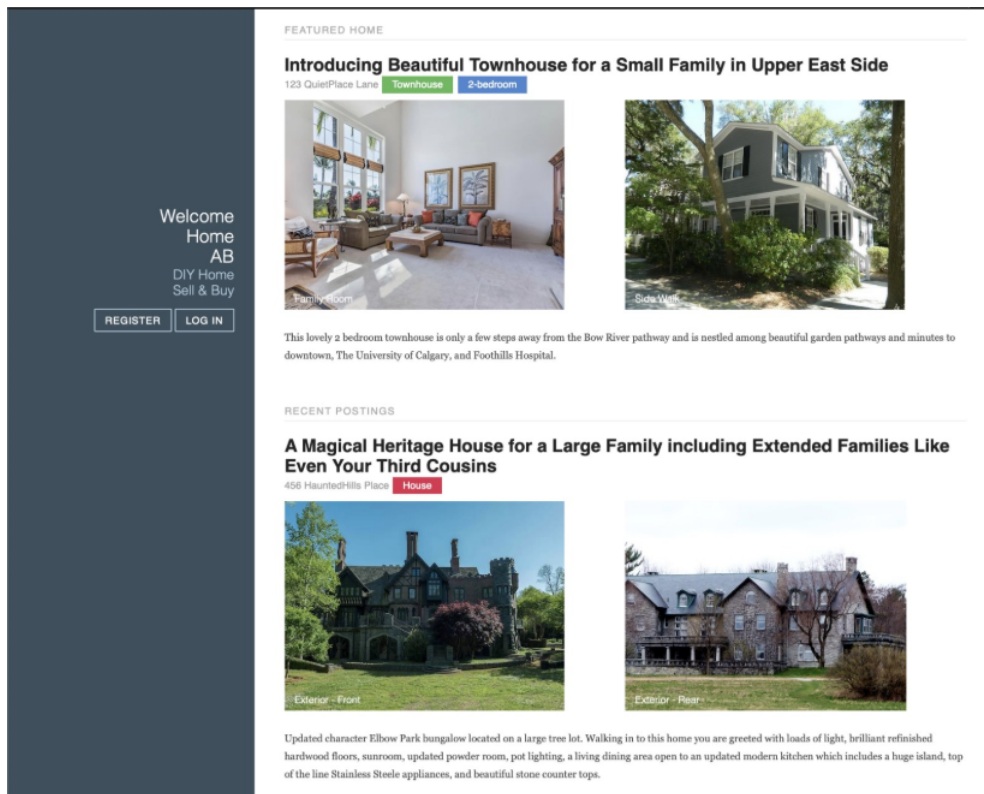 Welcome
Home
AB
DIY Home
Sell & Buy
REGISTER LOG IN
FEATURED HOME
Introducing Beautiful Townhouse for a Small Family in Upper East Side
123 QuietPlace Lane Townhouse 2-bedroom
Family Room
Side Walk
This lovely 2 bedroom townhouse is only a few steps away from the Bow River pathway and is nestled among beautiful garden pathways and minutes to
downtown, The University of Calgary, and Foothills Hospital.
RECENT POSTINGS
A Magical Heritage House for a Large Family including Extended Families Like
Even Your Third Cousins
456 HauntedHills Place House
Exterior - Front
Exterior - Rear
Updated character Elbow Park bungalow located on a large tree lot. Walking in to this home you are greeted with loads of light, brilliant refinished
hardwood floors, sunroom, updated powder room, pot lighting, a living dining area open to an updated modern kitchen which includes a huge island, top
of the line Stainless Steele appliances, and beautiful stone counter tops.